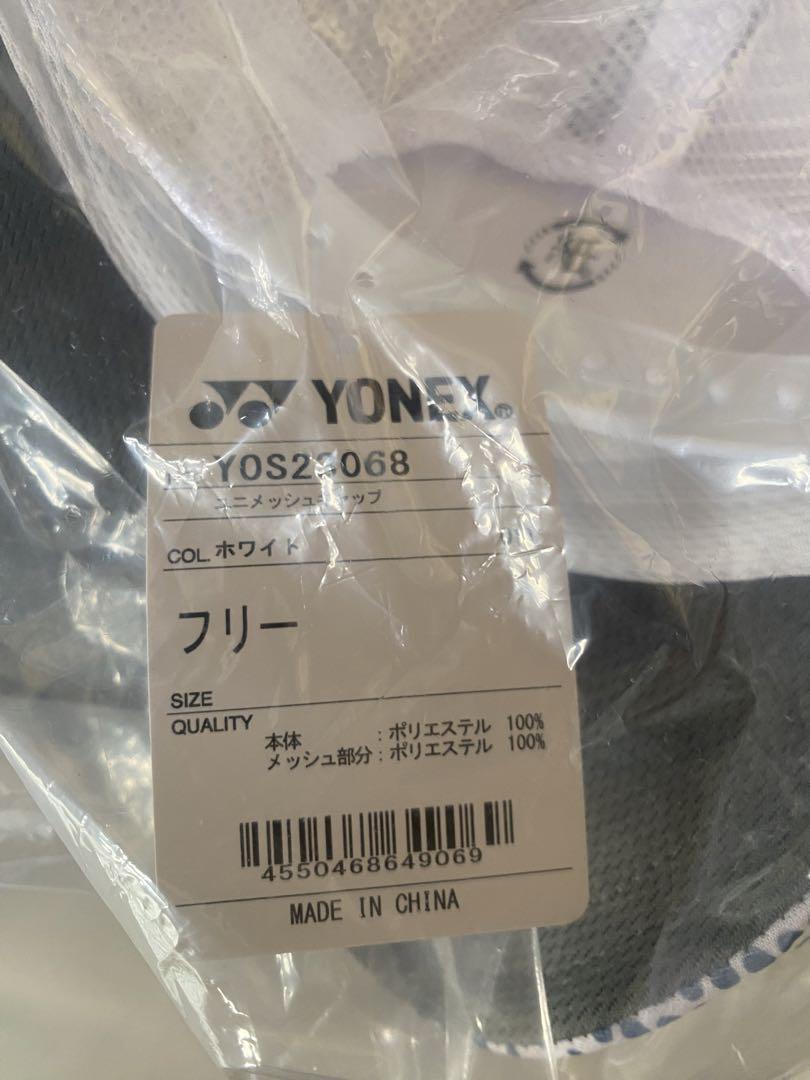 YONEX
ユニメッシュキャップ
COL. ホワイト
フリー
SIZE
QUALITY
本体 : ポリエステル 100%
メッシュ部分 : ポリエステル 100%
4550468649069
MADE IN CHINA